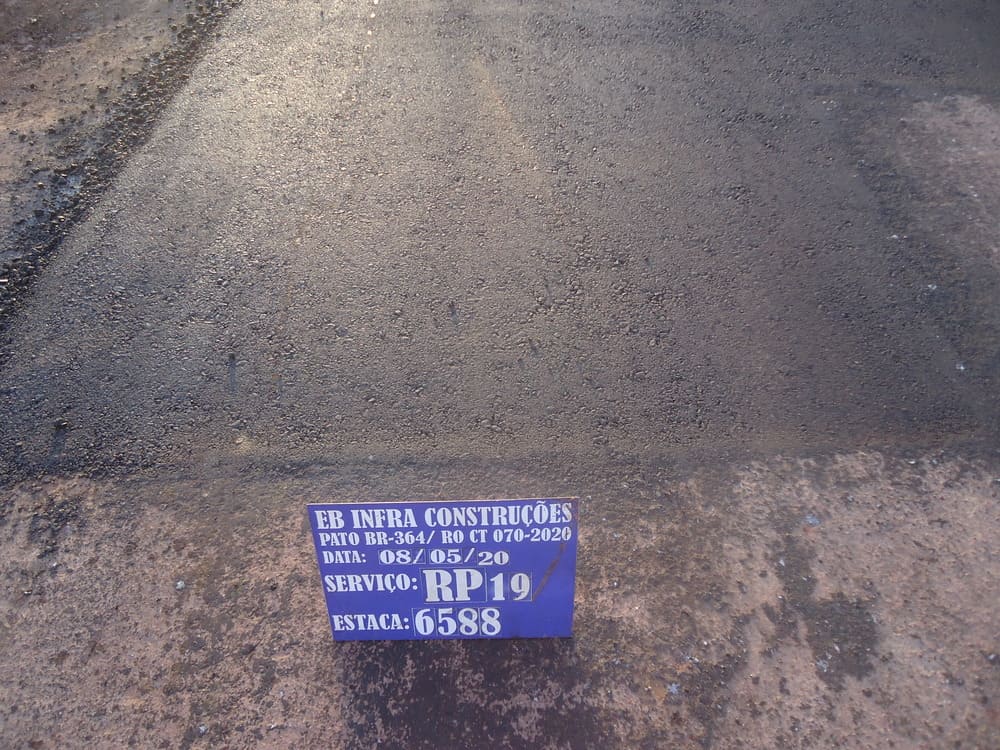 EB INFRA CONSTRUÇÕES
PATO BR-364/ RO CT 070-2020
DATA: 08/05/20
SERVIÇO: RP 19
ESTACA: 6588